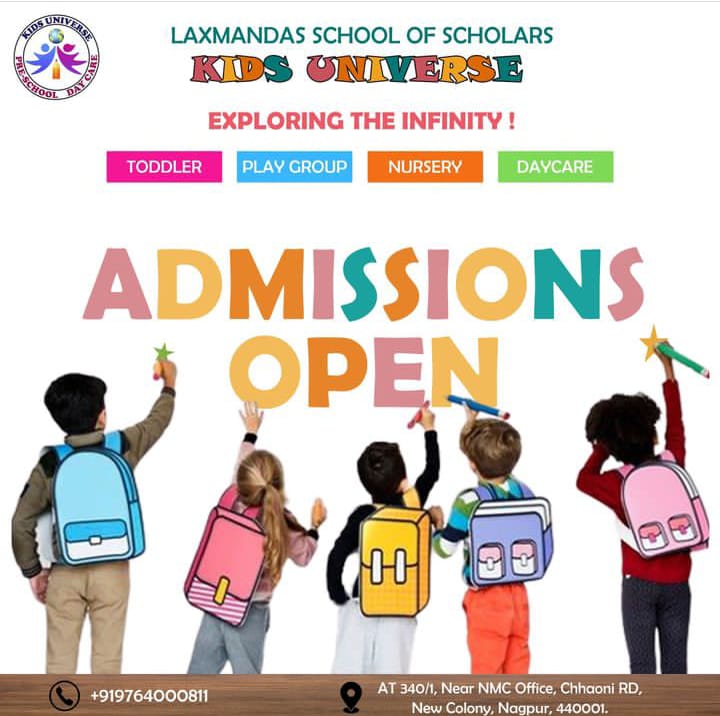 KIDS UNIVERSE
PRE-SCHOOL DAY CARE
LAXMANDAS SCHOOL OF SCHOLARS
KIDS UNIVERSE
EXPLORING THE INFINITY !
TODDLER PLAY GROUP NURSERY DAYCARE
ADMISSIONS
OPEN
+919764000811
AT 340/1, Near NMC Office, Chhaoni RD,
New Colony, Nagpur, 440001.